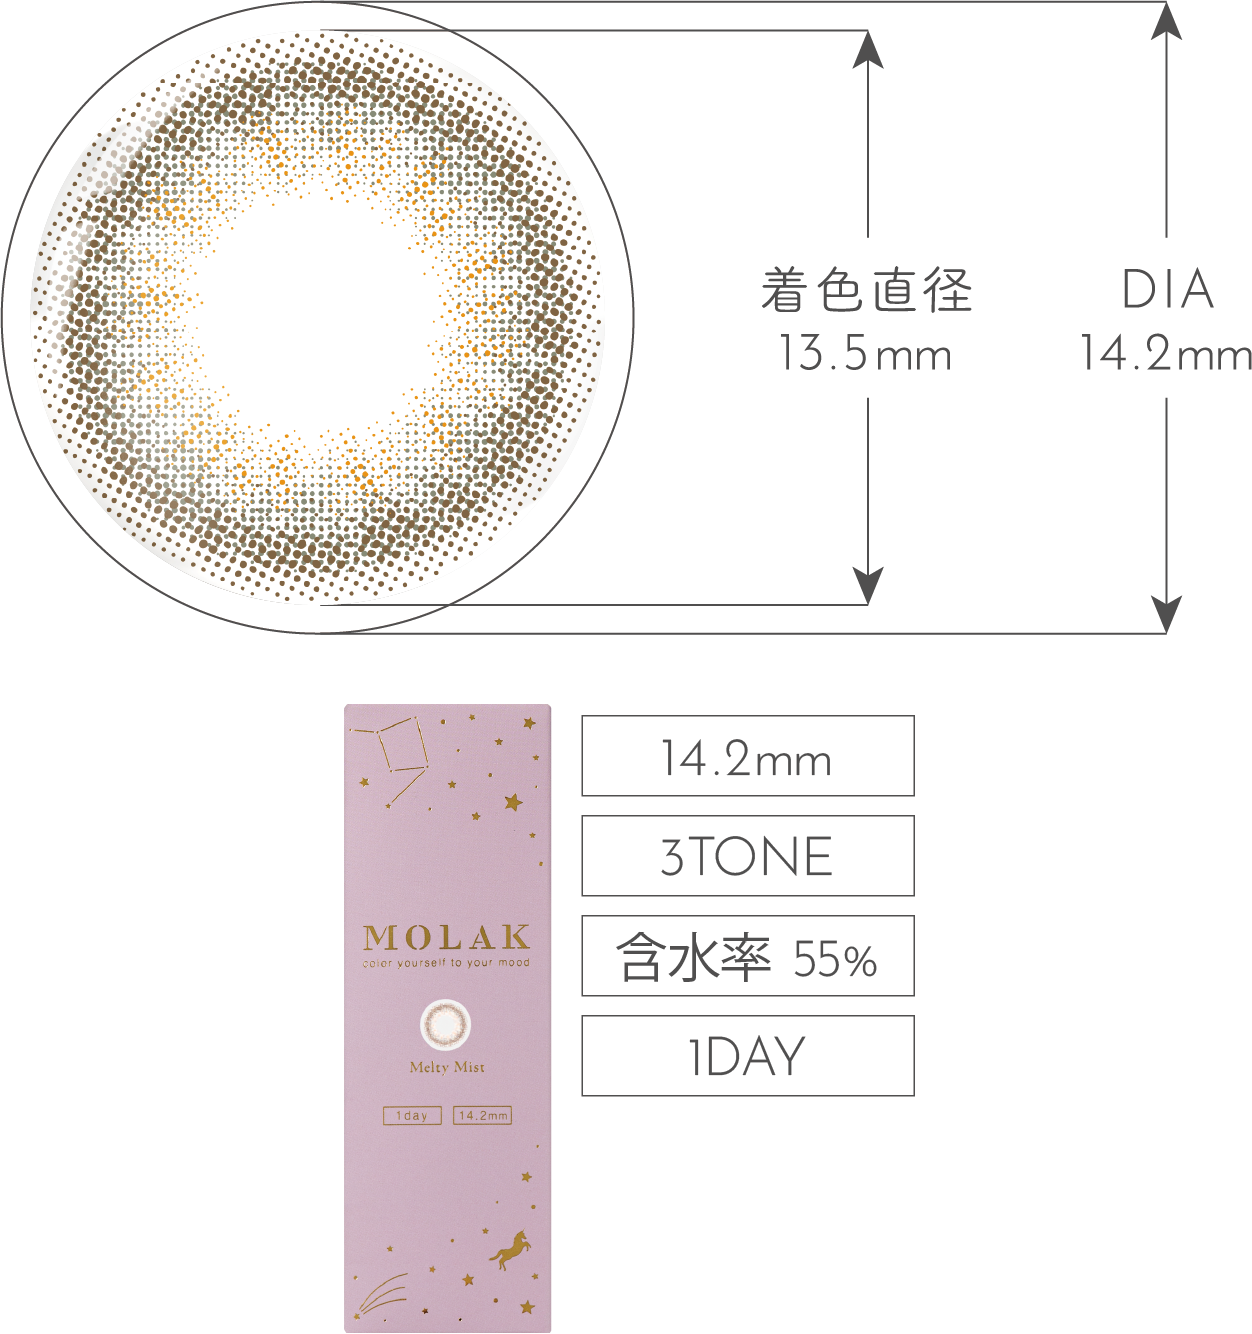 着色直径
13.5mm
DIA
14.2mm
14.2mm
3TONE
含水率 55%
1DAY
MOLAK
color yourself to your mood
Melty Mist
1day
14.2mm